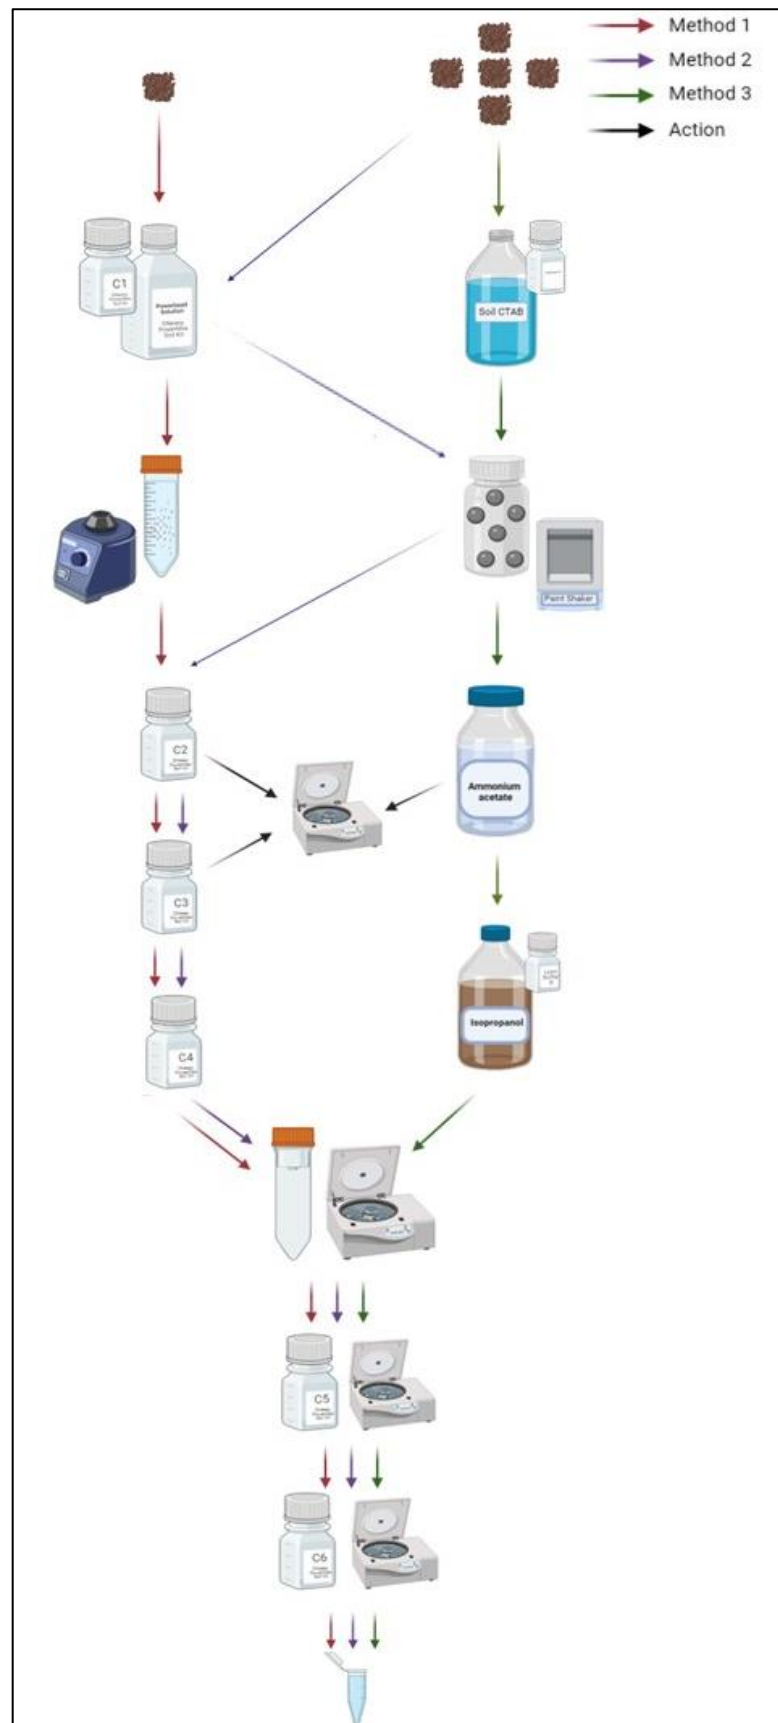 Method 1
Method 2
Method 3
Action
C1
Powerbead
Solution
Soil CTAB
Paint Shaker
C2
Ammonium
acetate
C3
Isopropanol
C4
C5
C6